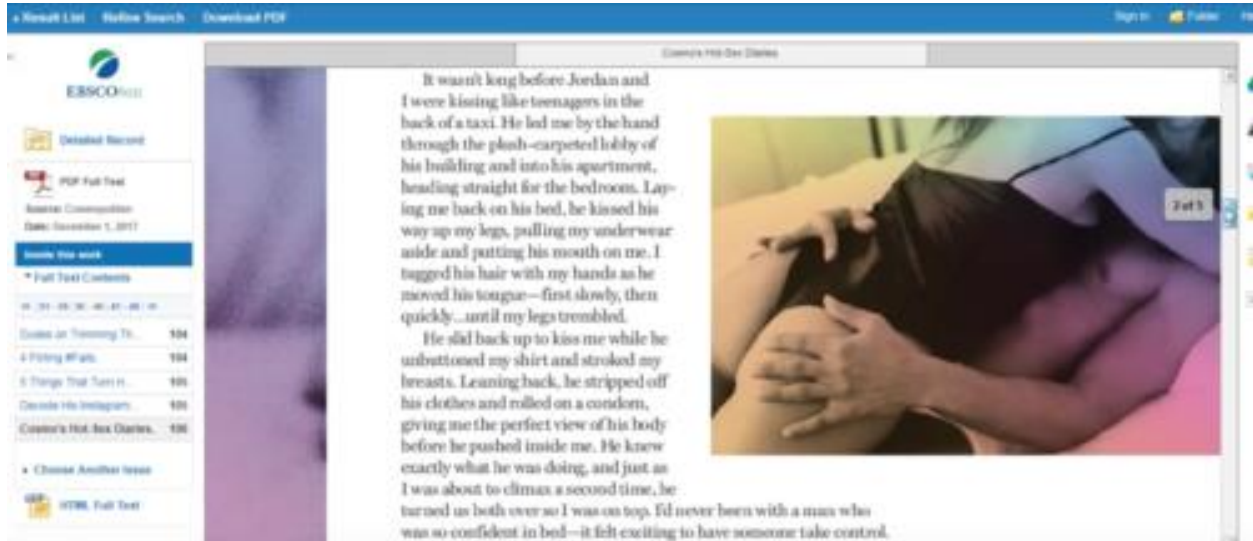 Result List Refine Search Download PDF
Sign In Folder
EBSCO
Detailed Record
PDF Full Text
Source: Cosmopolitan
Date: December 1, 2017
Inside this work
Full Text Contents
Trimming Th... 104
4 Flirting #Fails. 104
5 Things That Turn H... 105
Decode His Instagram. 105
Cosmo's Hot Sex Diaries. 106
Choose Another Issue
HTML Full Text
Cosmo's Hot Sex Diaries
It wasn't long before Jordan and
I were kissing like teenagers in the
back of a taxi. He led me by the hand
through the plush-carpeted lobby of
his building and into his apartment,
heading straight for the bedroom. Lay-
ing me back on his bed, he kissed his
way up my legs, pulling my underwear
aside and putting his mouth on me. I
tugged his hair with my hands as he
moved his tongue—first slowly, then
quickly...until my legs trembled.
He slid back up to kiss me while he
unbuttoned my shirt and stroked my
breasts. Leaning back, he stripped off
his clothes and rolled on a condom,
giving me the perfect view of his body
before he pushed inside me. He knew
exactly what he was doing, and just as
I was about to climax a second time, he
turned us both over so I was on top. I'd never been with a man who
was so confident in bed—it felt exciting to have someone take control.